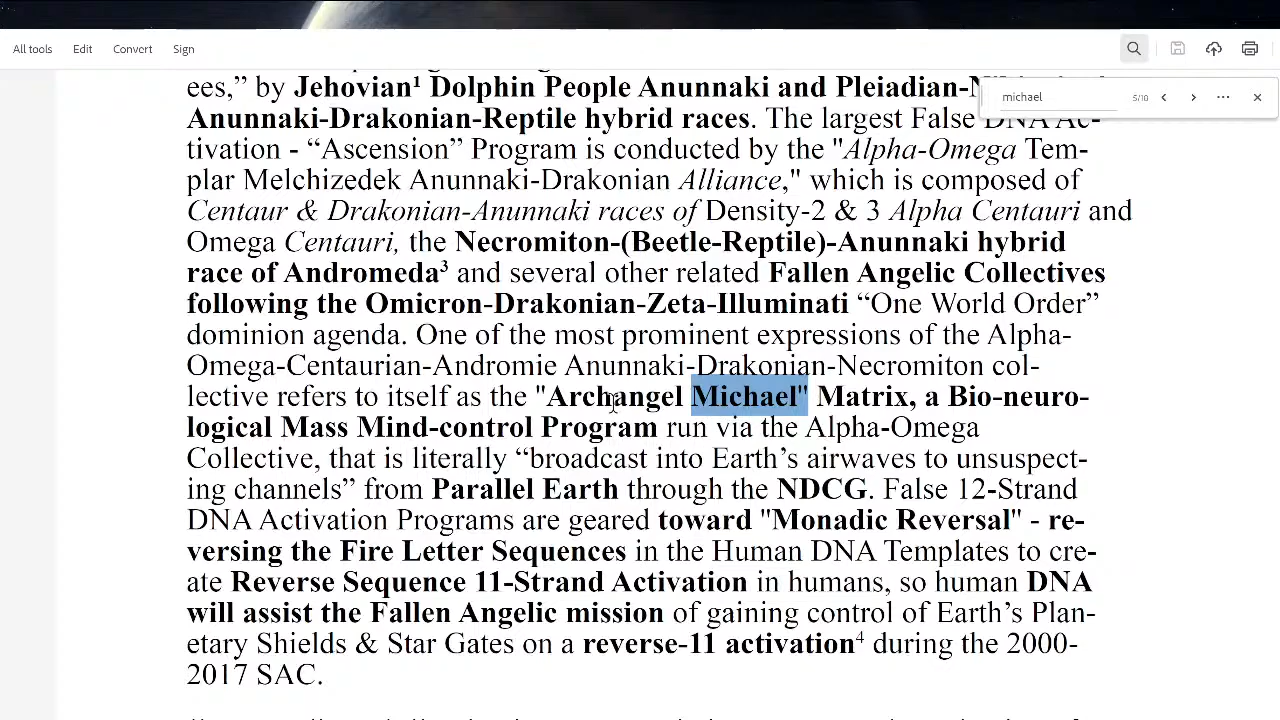 All tools Edit Convert Sign
michael 5/10
ees,” by Jehovian¹ Dolphin People Anunnaki and Pleiadian-
Anunnaki-Drakonian-Reptile hybrid races. The largest False DNA Ac-
tivation - “Ascension” Program is conducted by the "Alpha-Omega Tem-
plar Melchizedek Anunnaki-Drakonian Alliance," which is composed of
Centaur & Drakonian-Anunnaki races of Density-2 & 3 Alpha Centauri and
Omega Centauri, the Necromiton-(Beetle-Reptile)-Anunnaki hybrid
race of Andromeda³ and several other related Fallen Angelic Collectives
following the Omicron-Drakonian-Zeta-Illuminati “One World Order”
dominion agenda. One of the most prominent expressions of the Alpha-
Omega-Centaurian-Andromie Anunnaki-Drakonian-Necromiton col-
lective refers to itself as the "Archangel Michael" Matrix, a Bio-neuro-
logical Mass Mind-control Program run via the Alpha-Omega
Collective, that is literally “broadcast into Earth’s airwaves to unsuspect-
ing channels” from Parallel Earth through the NDCG. False 12-Strand
DNA Activation Programs are geared toward "Monadic Reversal" - re-
versing the Fire Letter Sequences in the Human DNA Templates to cre-
ate Reverse Sequence 11-Strand Activation in humans, so human DNA
will assist the Fallen Angelic mission of gaining control of Earth’s Plan-
etary Shields & Star Gates on a reverse-11 activation⁴ during the 2000-
2017 SAC.